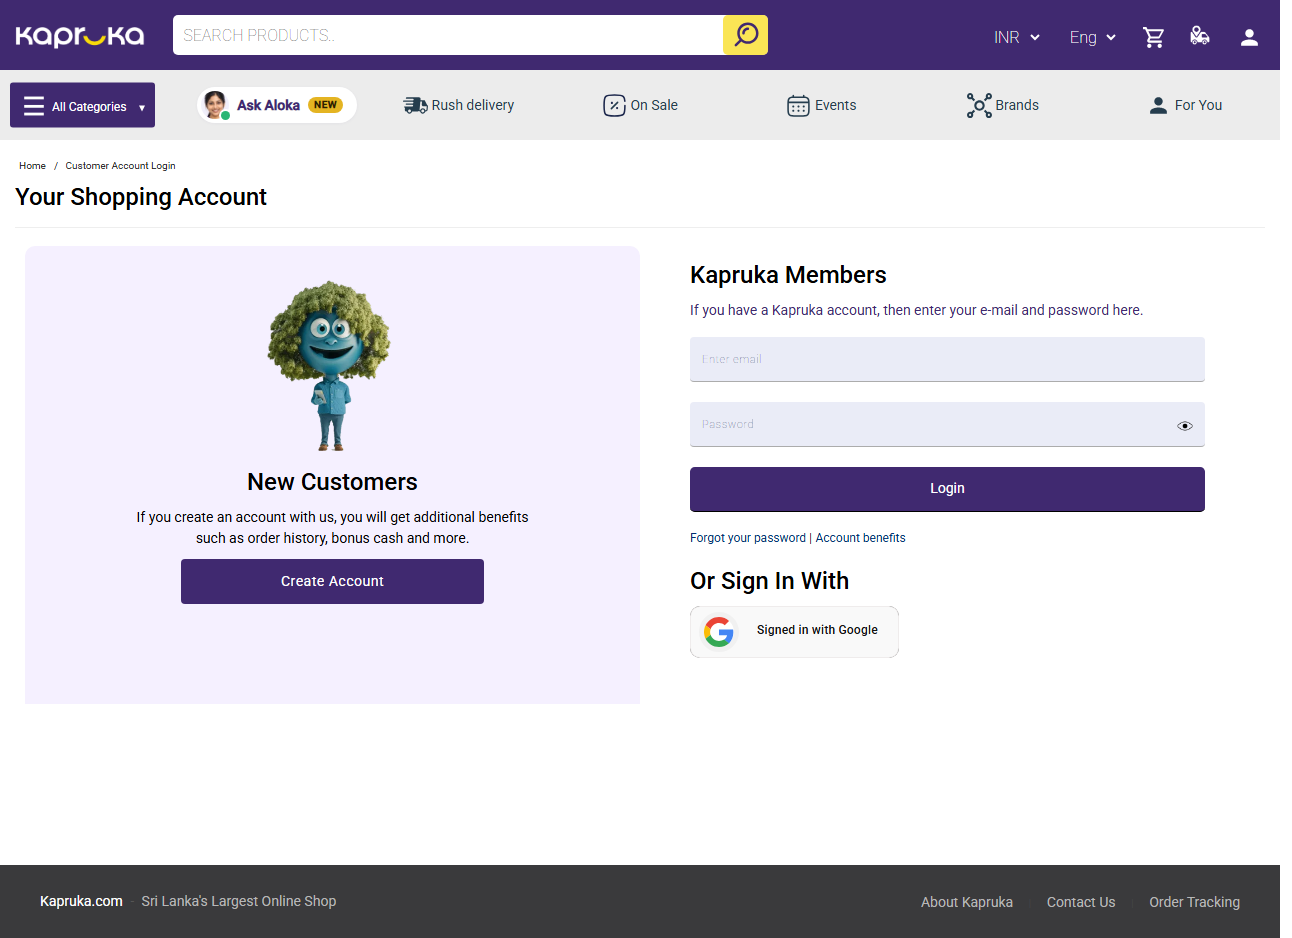 Kapruka
SEARCH PRODUCTS..
INR
Eng
All Categories
Ask Aloka NEW
Rush delivery
On Sale
Events
Brands
For You
Home / Customer Account Login
Your Shopping Account
New Customers
If you create an account with us, you will get additional benefits
such as order history, bonus cash and more.
Create Account
Kapruka Members
If you have a Kapruka account, then enter your e-mail and password here.
Enter email
Password
Login
Forgot your password | Account benefits
Or Sign In With
Signed in with Google
Kapruka.com - Sri Lanka's Largest Online Shop
About Kapruka
Contact Us
Order Tracking